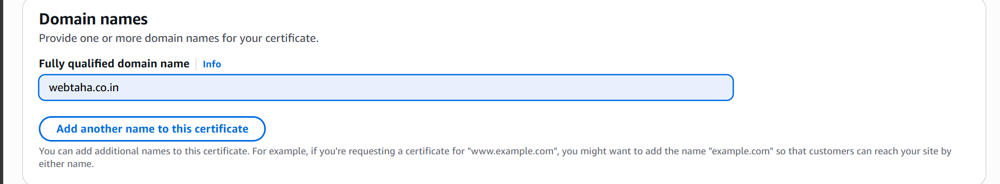 Domain names
Provide one or more domain names for your certificate.
Fully qualified domain name
Info
webtaha.co.in
Add another name to this certificate
You can add additional names to this certificate. For example, if you're requesting a certificate for "www.example.com", you might want to add the name "example.com" so that customers can reach your site by
either name.